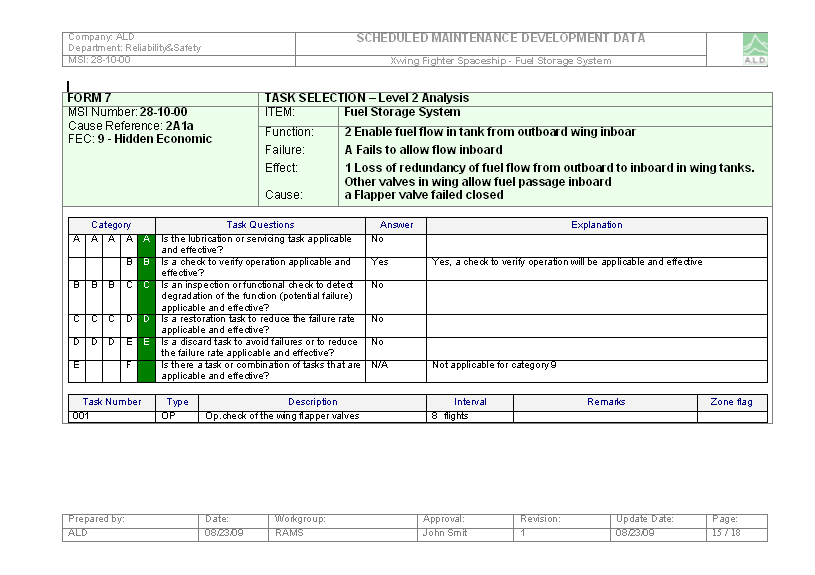 Company: ALD
Department: Reliability&Safety
MSI: 28-10-00
SCHEDULED MAINTENANCE DEVELOPMENT DATA
Xwing Fighter Spaceship - Fuel Storage System
A.L.D.
FORM 7
TASK SELECTION – Level 2 Analysis
MSI Number: 28-10-00
Cause Reference: 2A1a
FEC: 9 - Hidden Economic
ITEM: Fuel Storage System
Function: 2 Enable fuel flow in tank from outboard wing inboar
Failure: A Fails to allow flow inboard
Effect: 1 Loss of redundancy of fuel flow from outboard to inboard in wing tanks.
Other valves in wing allow fuel passage inboard
Cause: a Flapper valve failed closed
Category Task Questions Answer Explanation
A A A A A Is the lubrication or servicing task applicable No
and effective?
B B Is a check to verify operation applicable and Yes Yes, a check to verify operation will be applicable and effective
effective?
B B B C C Is an inspection or functional check to detect No
degradation of the function (potential failure)
applicable and effective?
C C C D D Is a restoration task to reduce the failure rate No
applicable and effective?
D D D E E Is a discard task to avoid failures or to reduce No
the failure rate applicable and effective?
E F Is there a task or combination of tasks that are N/A Not applicable for category 9
applicable and effective?
Task Number Type Description Interval Remarks Zone flag
001 OP Op.check of the wing flapper valves 8 flights
Prepared by: Date: Workgroup: Approval: Revision: Update Date: Page:
ALD 08/23/09 RAMS John Smit 1 08/23/09 15 / 18